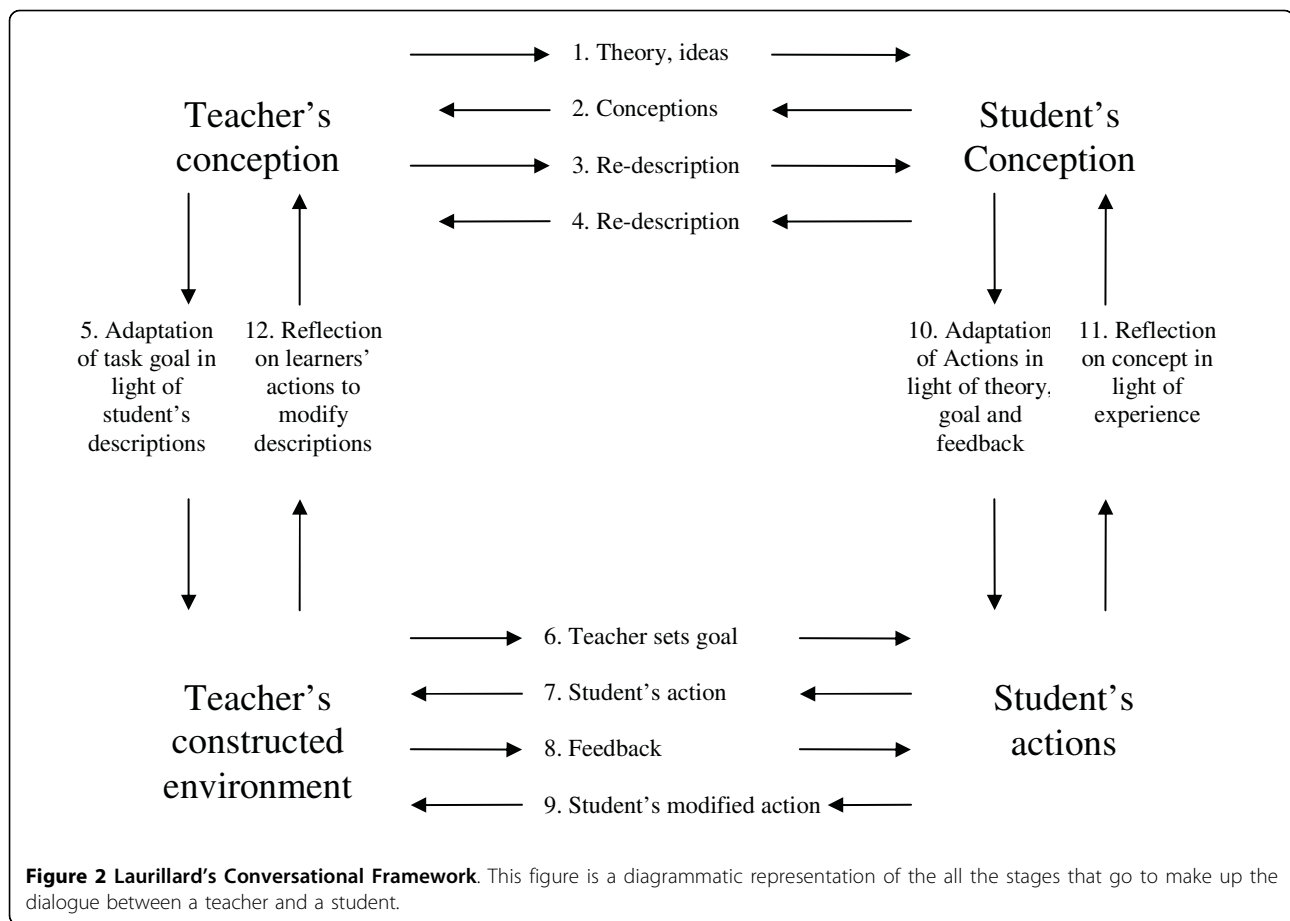 1. Theory, ideas
2. Conceptions
3. Re-description
4. Re-description
Teacher's
conception
Student's
Conception
5. Adaptation
of task goal in
light of
student's
descriptions
12. Reflection
on learners'
actions to
modify
descriptions
10. Adaptation
of Actions in
light of theory,
goal and
feedback
11. Reflection
on concept in
light of
experience
6. Teacher sets goal
7. Student's action
8. Feedback
9. Student's modified action
Teacher's
constructed
environment
Student's
actions
Figure 2 Laurillard's Conversational Framework. This figure is a diagrammatic representation of the all the stages that go to make up the
dialogue between a teacher and a student.